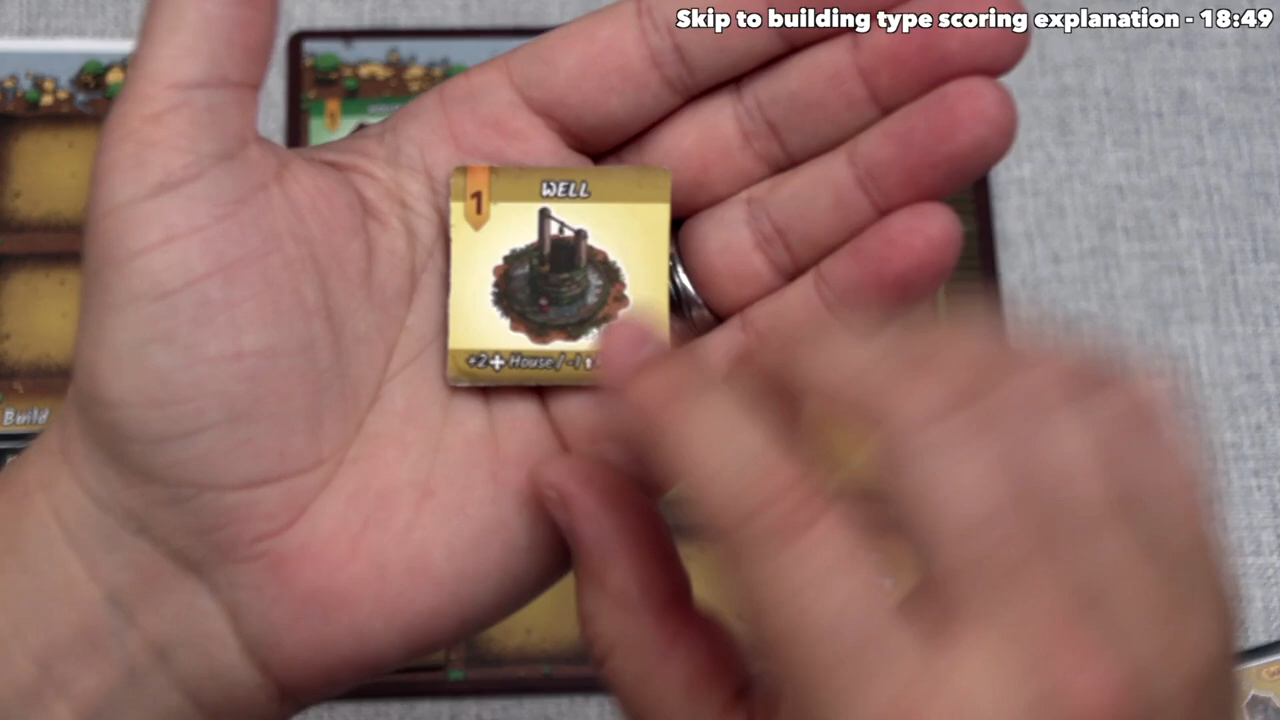 Skip to building type scoring explanation - 18:49
1
WELL
+2+ House / -1
Build